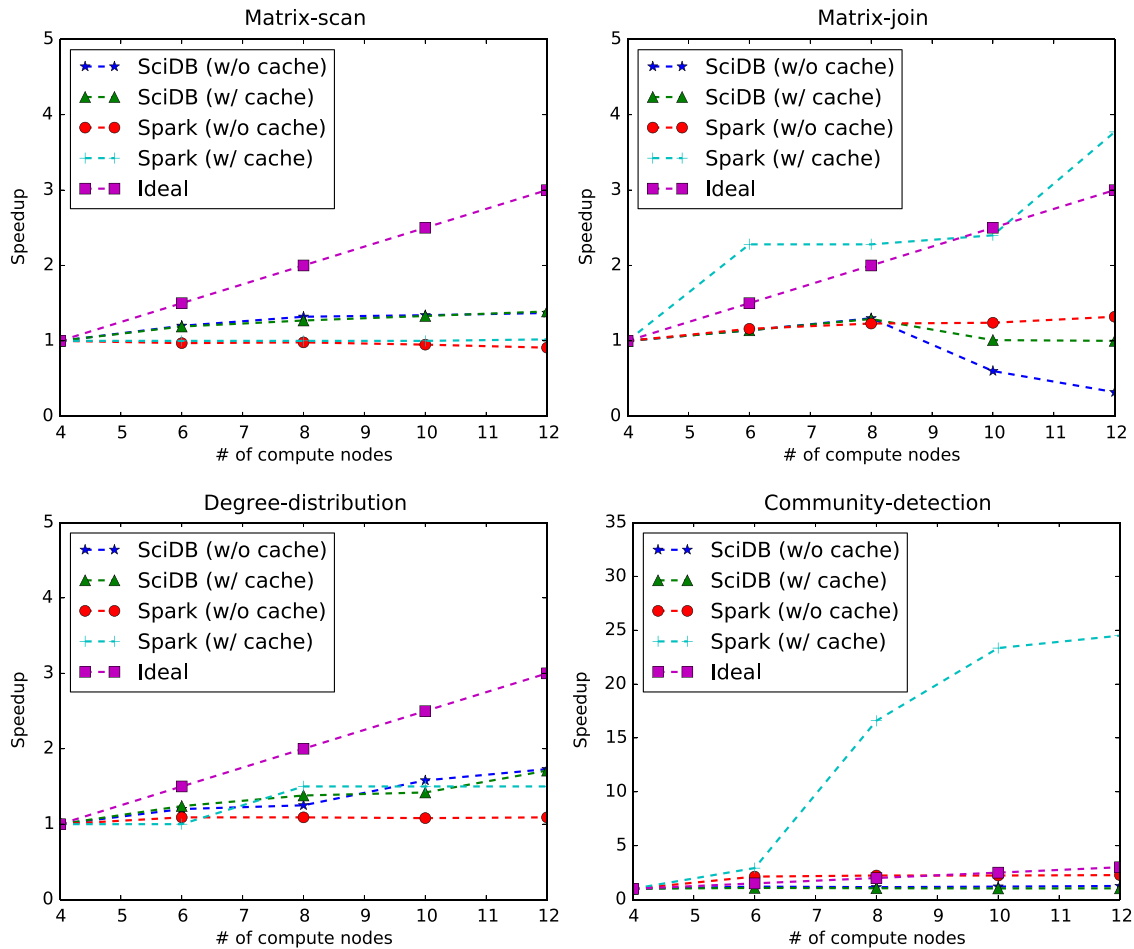 Matrix-scan
5
4
3
2
1
0
Speedup
SciDB (w/o cache)
SciDB (w/ cache)
Spark (w/o cache)
Spark (w/ cache)
Ideal
4 5 6 7 8 9 10 11 12
# of compute nodes
Matrix-join
5
4
3
2
1
0
Speedup
SciDB (w/o cache)
SciDB (w/ cache)
Spark (w/o cache)
Spark (w/ cache)
Ideal
4 5 6 7 8 9 10 11 12
# of compute nodes
Degree-distribution
5
4
3
2
1
0
Speedup
SciDB (w/o cache)
SciDB (w/ cache)
Spark (w/o cache)
Spark (w/ cache)
Ideal
4 5 6 7 8 9 10 11 12
# of compute nodes
Community-detection
35
30
25
20
15
10
5
0
Speedup
SciDB (w/o cache)
SciDB (w/ cache)
Spark (w/o cache)
Spark (w/ cache)
Ideal
4 5 6 7 8 9 10 11 12
# of compute nodes